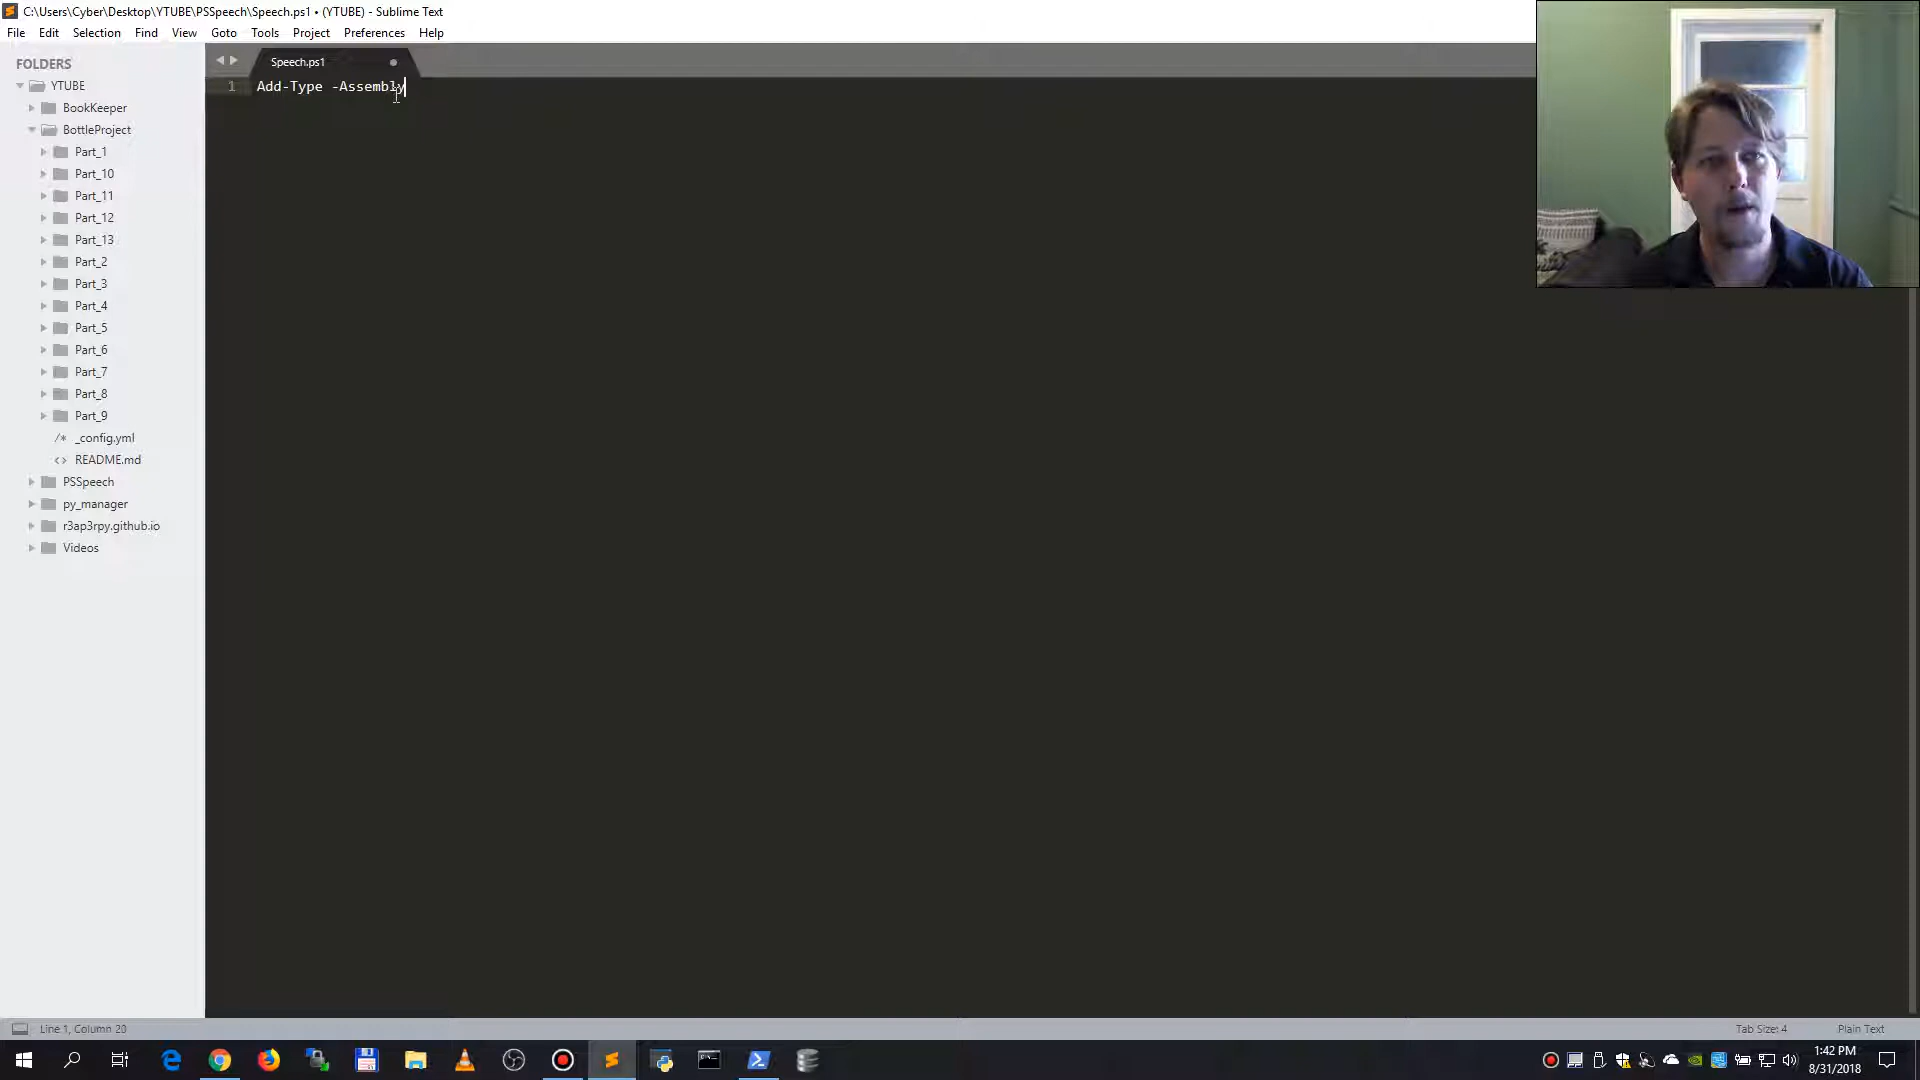 C:\Users\Cyber\Desktop\YTUBE\PSSpeech\Speech.ps1 • (YTUBE) - Sublime Text
File Edit Selection Find View Goto Tools Project Preferences Help
FOLDERS
YTUBE
BookKeeper
BottleProject
Part_1
Part_10
Part_11
Part_12
Part_13
Part_2
Part_3
Part_4
Part_5
Part_6
Part_7
Part_8
Part_9
/* _config.yml
<> README.md
PSSpeech
py_manager
r3ap3rpy.github.io
Videos
Speech.ps1
1 Add-Type -Assembly
Line 1, Column 20
Tab Size: 4
Plain Text
1:42 PM
8/31/2018